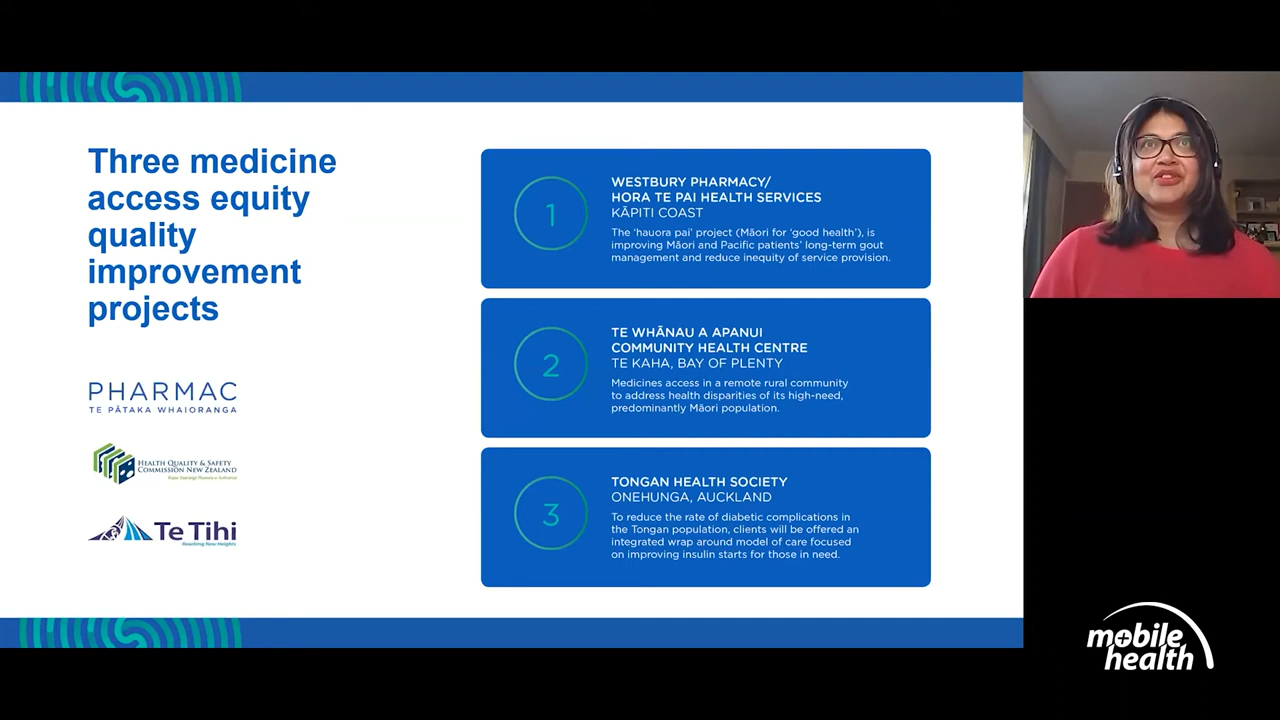 Three medicine
access equity
quality
improvement
projects
PHARMAC
TE PĀTAKA WHAIORANGA
HEALTH QUALITY & SAFETY
COMMISSION NEW ZEALAND
Te Tihi
Reaching New Heights
1
WESTBURY PHARMACY/
HORA TE PAI HEALTH SERVICES
KĀPITI COAST
The ‘hauora pai’ project (Māori for ‘good health’), is
improving Māori and Pacific patients’ long-term gout
management and reduce inequity of service provision.
2
TE WHĀNAU A APANUI
COMMUNITY HEALTH CENTRE
TE KAHA, BAY OF PLENTY
Medicines access in a remote rural community
to address health disparities of its high-need,
predominantly Māori population.
3
TONGAN HEALTH SOCIETY
ONEHUNGA, AUCKLAND
To reduce the rate of diabetic complications in
the Tongan population, clients will be offered an
integrated wrap around model of care focused
on improving insulin starts for those in need.
mobile
health